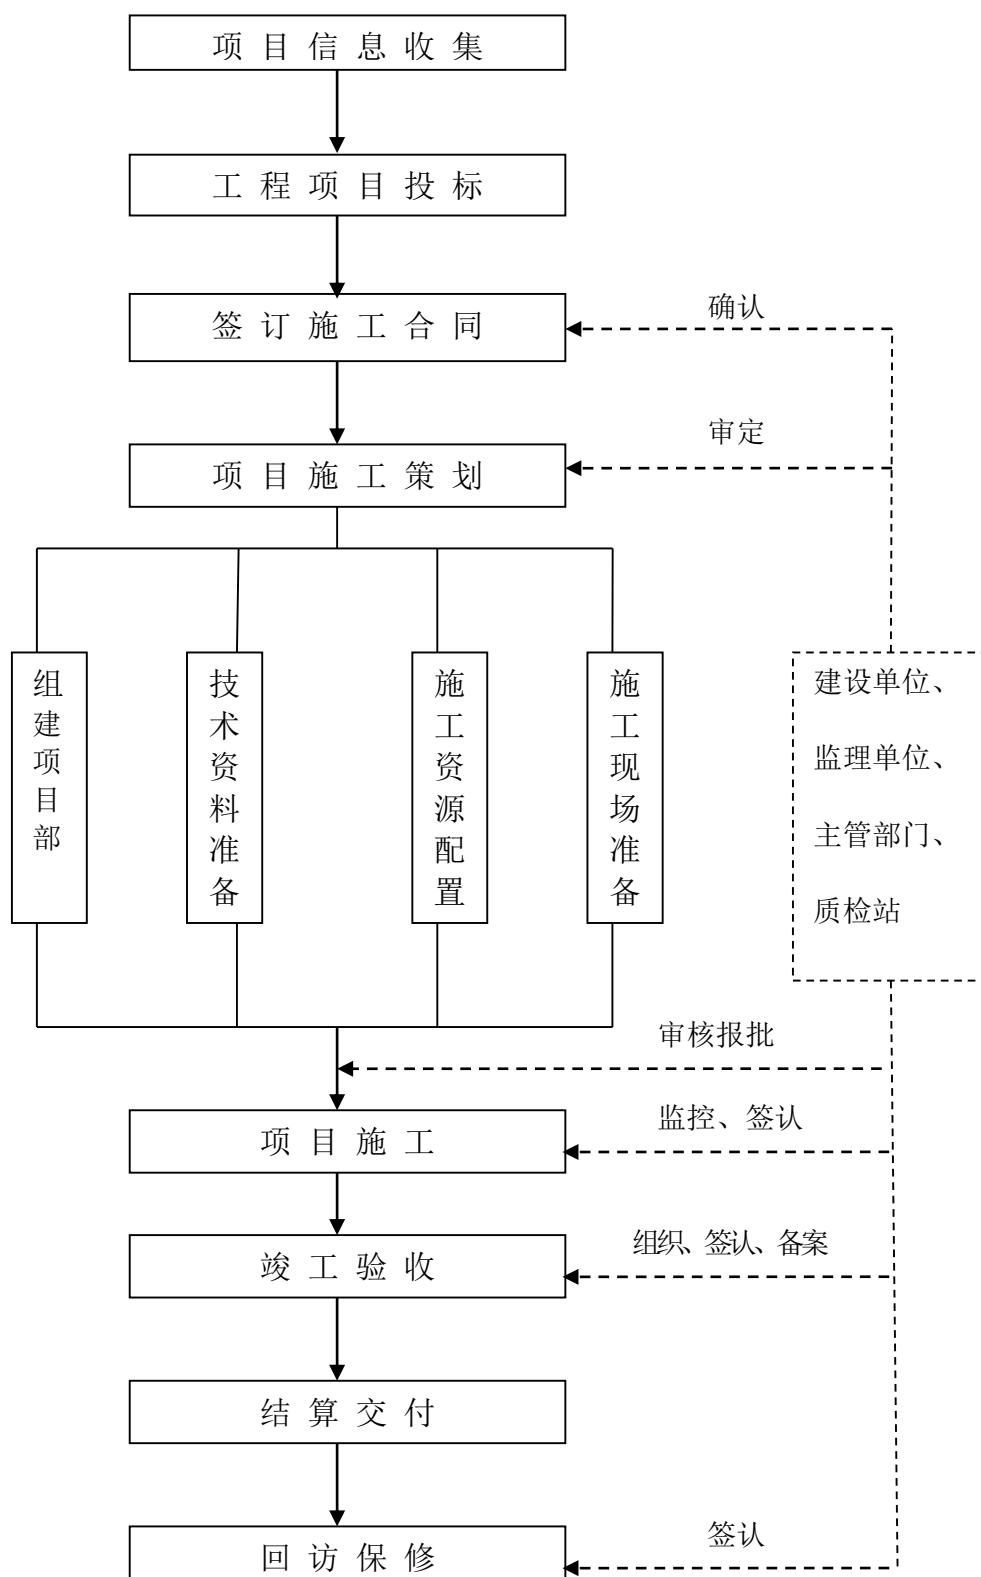 项目信息收集
工程项目投标
签订施工合同
确认
项目施工策划
审定
组建项目部
技术资料准备
施工资源配置
施工现场准备
建设单位、
监理单位、
主管部门、
质检站
审核报批
项目施工
监控、签认
竣工验收
组织、签认、备案
结算交付
回访保修
签认